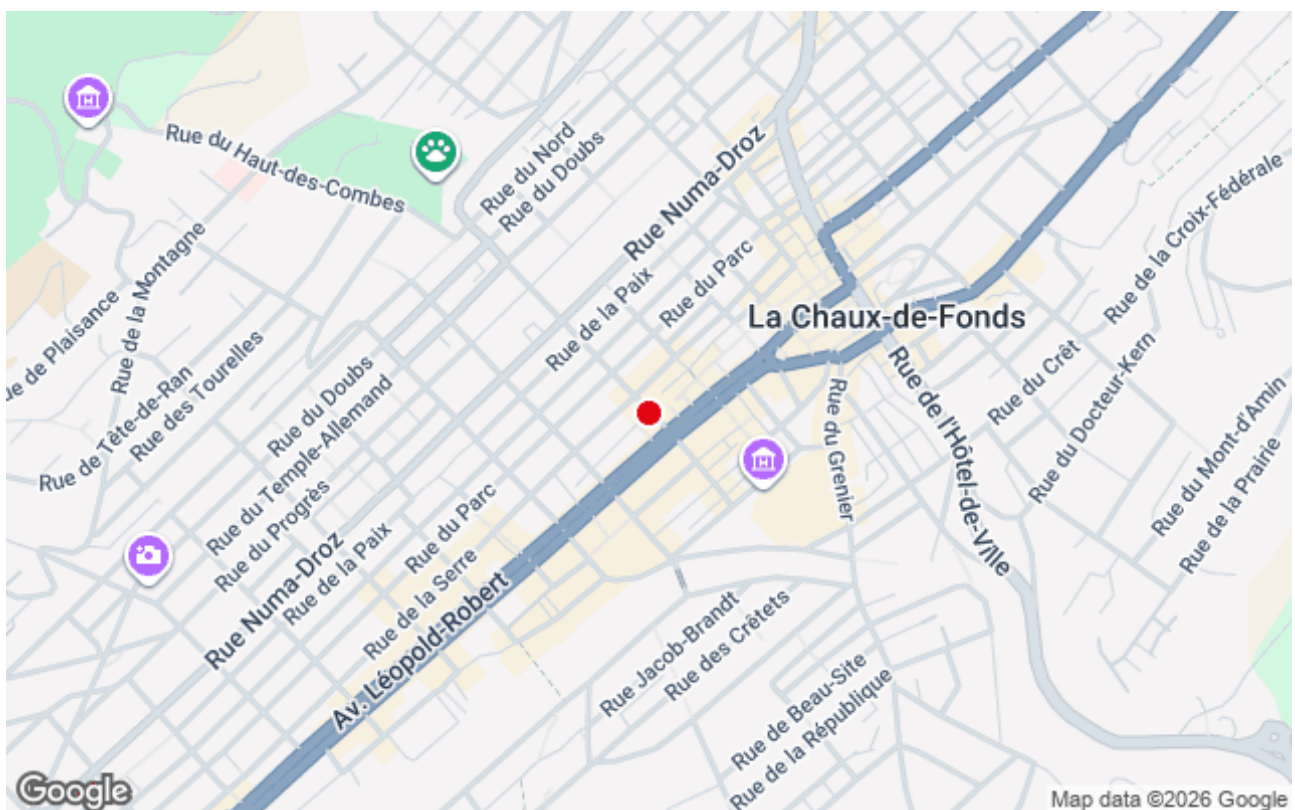 Rue du Haut-des-Combes
Rue du Nord
Rue du Doubs
Rue Numa-Droz
Rue de la Croix-Fédérale
Rue de la Montagne
Rue de la Paix
Rue du Parc
La Chaux-de-Fonds
ue de Plaisance
Rue des Tourelles
Rue de Tête-de-Ran
Rue du Doubs
Rue du Temple-Allemand
Rue du Progrès
Rue Numa-Droz
Rue de la Paix
Rue du Parc
Rue de la Serre
Av. Léopold-Robert
Rue du Grenier
Rue de l'Hôtel-de-Ville
Rue du Crêt
Rue du Docteur-Kern
Rue du Mont-d'Amin
Rue de la Prairie
Rue Jacob-Brandt
Rue des Crêtets
Rue de Beau-Site
Rue de la République
Google
Map data ©2026 Google